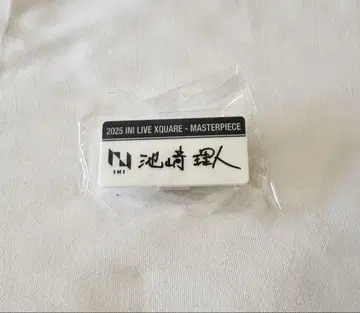 2025 INI LIVE XQUARE - MASTERPIECE
INI
池﨑 理人